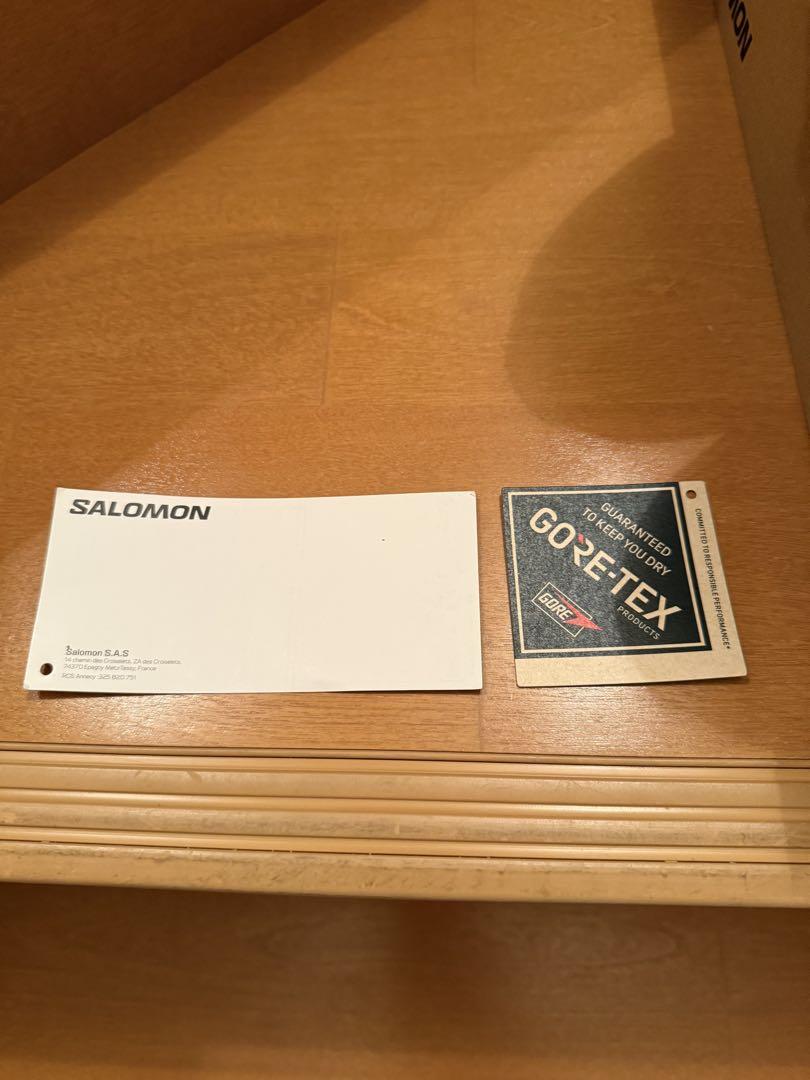 SALOMON
Salomon S.A.S
14 chemin des Croiselets, ZA des Croiselets,
74370 Epagny Metz-Tessy, France
RCS Annecy 325 820 751
GUARANTEED
TO KEEP YOU DRY
GORE-TEX
PRODUCTS
GORE
COMMITTED TO RESPONSIBLE PERFORMANCE*